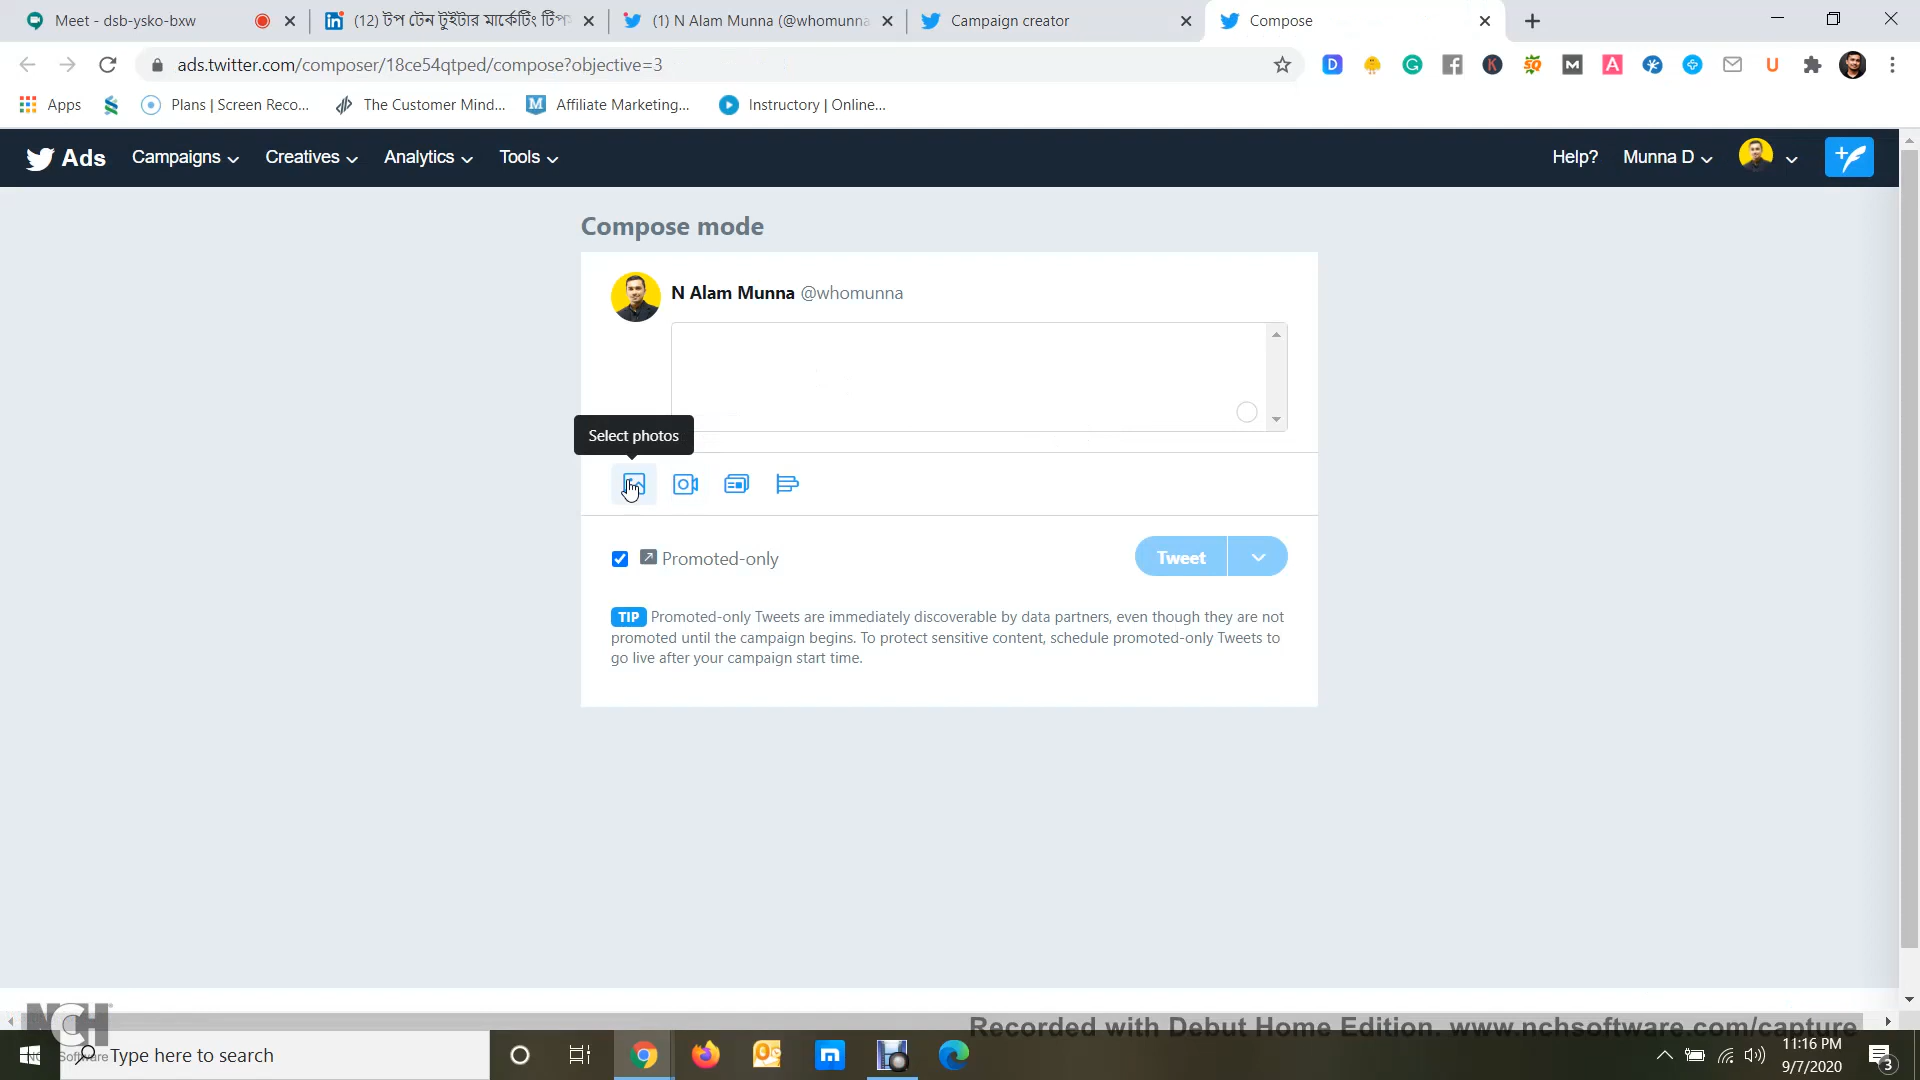 Meet - dsb-ysko-bxw
(12) টপ টেন টুইটার মার্কেটিং টিপস
(1) N Alam Munna (@whomunna
Campaign creator
Compose
ads.twitter.com/composer/18ce54qtped/compose?objective=3
Apps
Plans | Screen Reco...
The Customer Mind...
Affiliate Marketing...
Instructory | Online...
Ads
Campaigns
Creatives
Analytics
Tools
Help?
Munna D
Compose mode
N Alam Munna @whomunna
Select photos
Promoted-only
Tweet
TIP Promoted-only Tweets are immediately discoverable by data partners, even though they are not
promoted until the campaign begins. To protect sensitive content, schedule promoted-only Tweets to
go live after your campaign start time.
NCH
Software
Recorded with Debut Home Edition. www.nchsoftware.com/capture
Type here to search
11:16 PM
9/7/2020
3